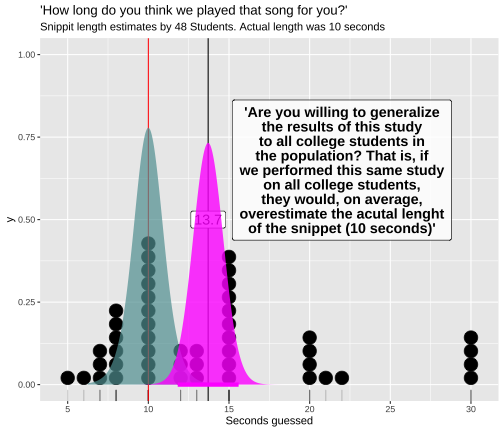 'How long do you think we played that song for you?'
Snippit length estimates by 48 Students. Actual length was 10 seconds
1.00
'Are you willing to generalize
the results of this study
to all college students in
the population? That is, if
we performed this same study
on all college students,
they would, on average,
overestimate the acutal lenght
of the snippet (10 seconds)'
0.75
y
0.50
13.7
0.25
0.00
5 10 15 20 25 30
Seconds guessed